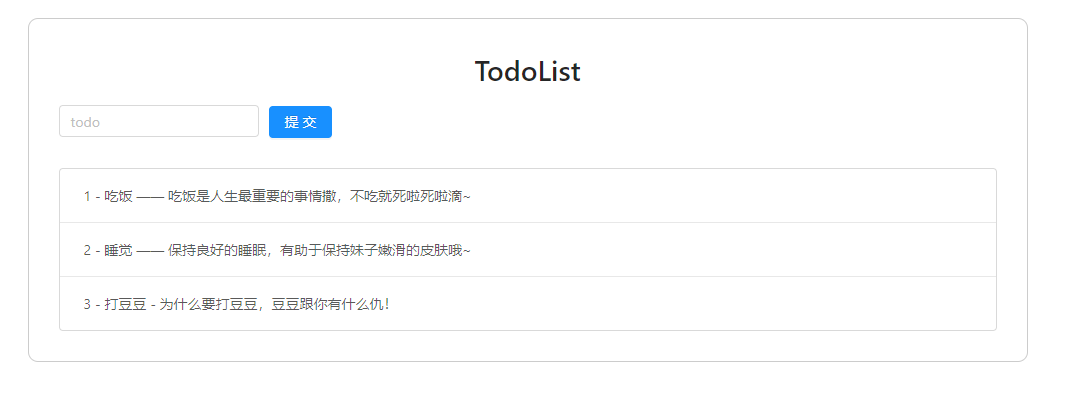 TodoList
todo
提 交
1 - 吃饭 —— 吃饭是人生最重要的事情撒，不吃就死啦死啦滴~
2 - 睡觉 —— 保持良好的睡眠，有助于保持妹子嫩滑的皮肤哦~
3 - 打豆豆 - 为什么要打豆豆，豆豆跟你有什么仇！